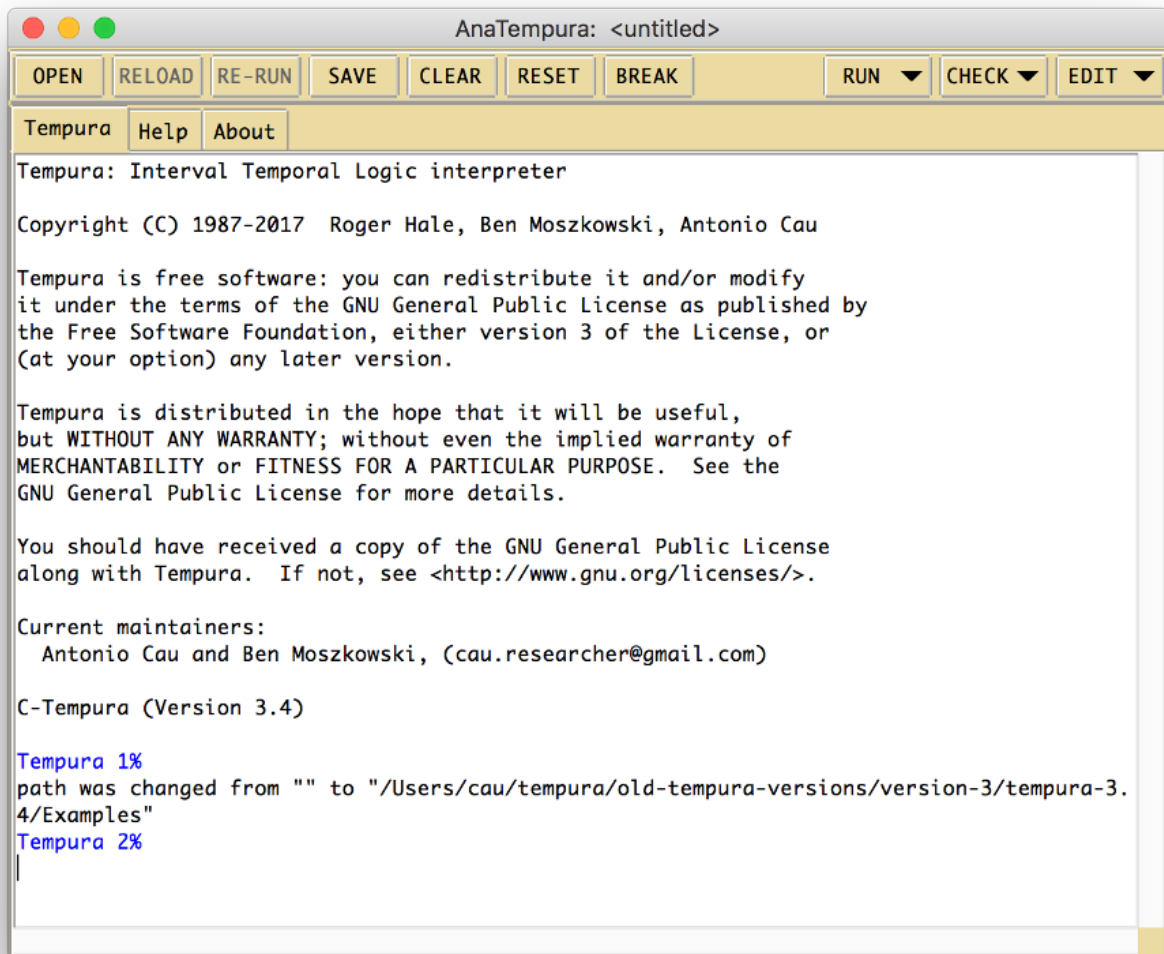 AnaTempura: <untitled>
OPEN RELOAD RE-RUN SAVE CLEAR RESET BREAK RUN CHECK EDIT
Tempura Help About
Tempura: Interval Temporal Logic interpreter
Copyright (C) 1987-2017  Roger Hale, Ben Moszkowski, Antonio Cau
Tempura is free software: you can redistribute it and/or modify
it under the terms of the GNU General Public License as published by
the Free Software Foundation, either version 3 of the License, or
(at your option) any later version.
Tempura is distributed in the hope that it will be useful,
but WITHOUT ANY WARRANTY; without even the implied warranty of
MERCHANTABILITY or FITNESS FOR A PARTICULAR PURPOSE.  See the
GNU General Public License for more details.
You should have received a copy of the GNU General Public License
along with Tempura.  If not, see <http://www.gnu.org/licenses/>.
Current maintainers:
  Antonio Cau and Ben Moszkowski, (cau.researcher@gmail.com)
C-Tempura (Version 3.4)
Tempura 1%
path was changed from "" to "/Users/cau/tempura/old-tempura-versions/version-3/tempura-3.
4/Examples"
Tempura 2%